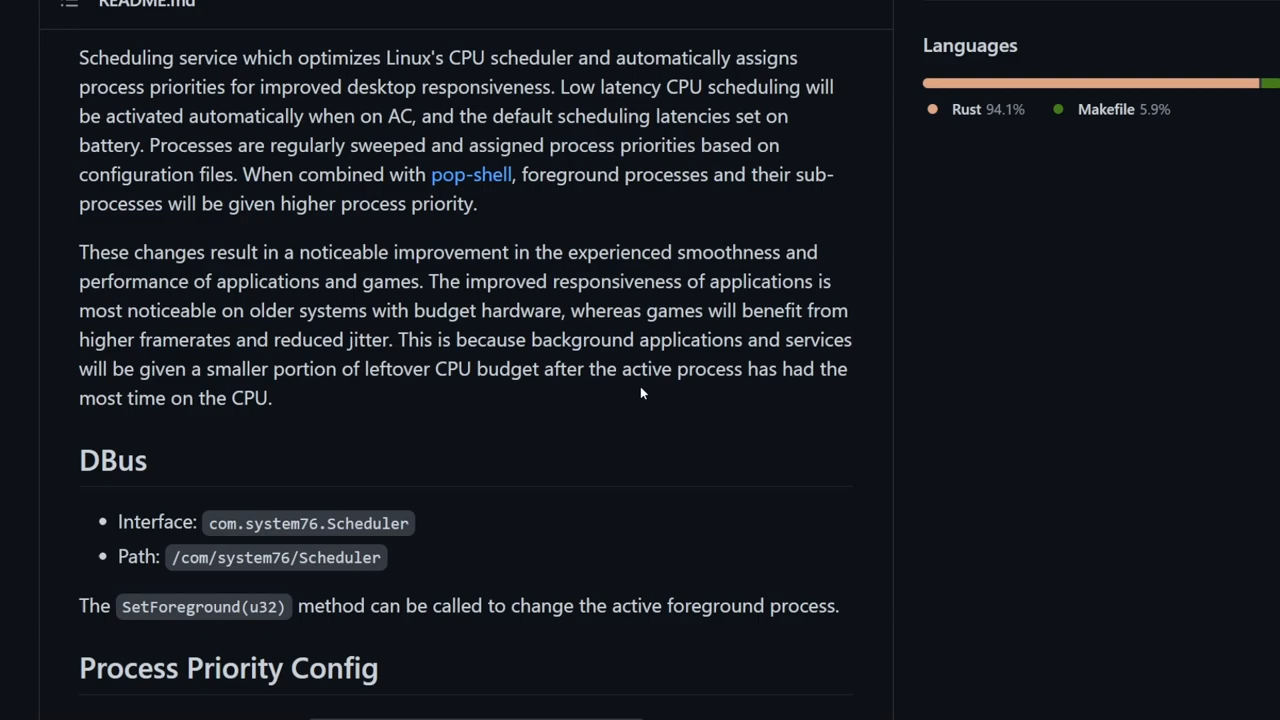 README.md
Scheduling service which optimizes Linux's CPU scheduler and automatically assigns
process priorities for improved desktop responsiveness. Low latency CPU scheduling will
be activated automatically when on AC, and the default scheduling latencies set on
battery. Processes are regularly sweeped and assigned process priorities based on
configuration files. When combined with pop-shell, foreground processes and their sub-
processes will be given higher process priority.
These changes result in a noticeable improvement in the experienced smoothness and
performance of applications and games. The improved responsiveness of applications is
most noticeable on older systems with budget hardware, whereas games will benefit from
higher framerates and reduced jitter. This is because background applications and services
will be given a smaller portion of leftover CPU budget after the active process has had the
most time on the CPU.
DBus
• Interface: com.system76.Scheduler
• Path: /com/system76/Scheduler
The SetForeground(u32) method can be called to change the active foreground process.
Process Priority Config
Languages
Rust 94.1% Makefile 5.9%